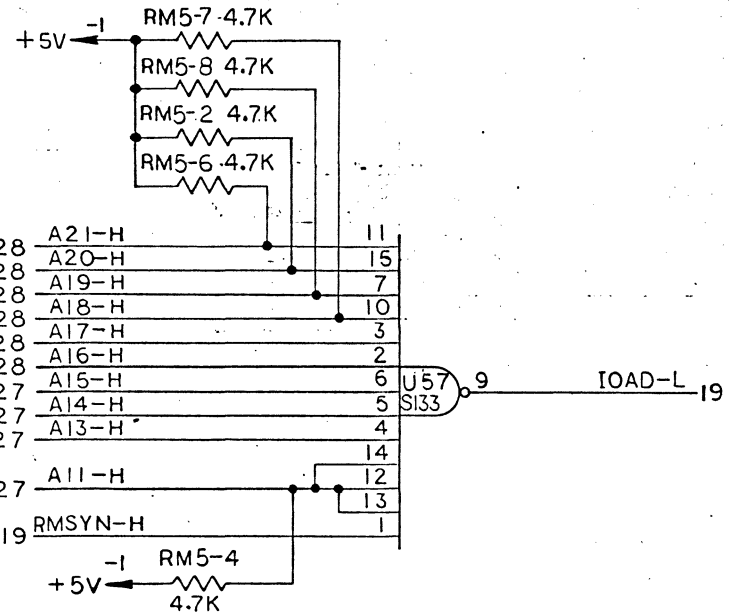 RM5-7 4.7K
+5V -1
RM5-8 4.7K
RM5-2 4.7K
RM5-6 4.7K
28 A21-H 11
28 A20-H 15
28 A19-H 7
28 A18-H 10
28 A17-H 3
28 A16-H 2
27 A15-H 6
27 A14-H 5
27 A13-H 4
U57 9 IOAD-L 19
S133
14
27 A11-H 12
13
19 RMSYN-H 1
-1 RM5-4
+5V
4.7K